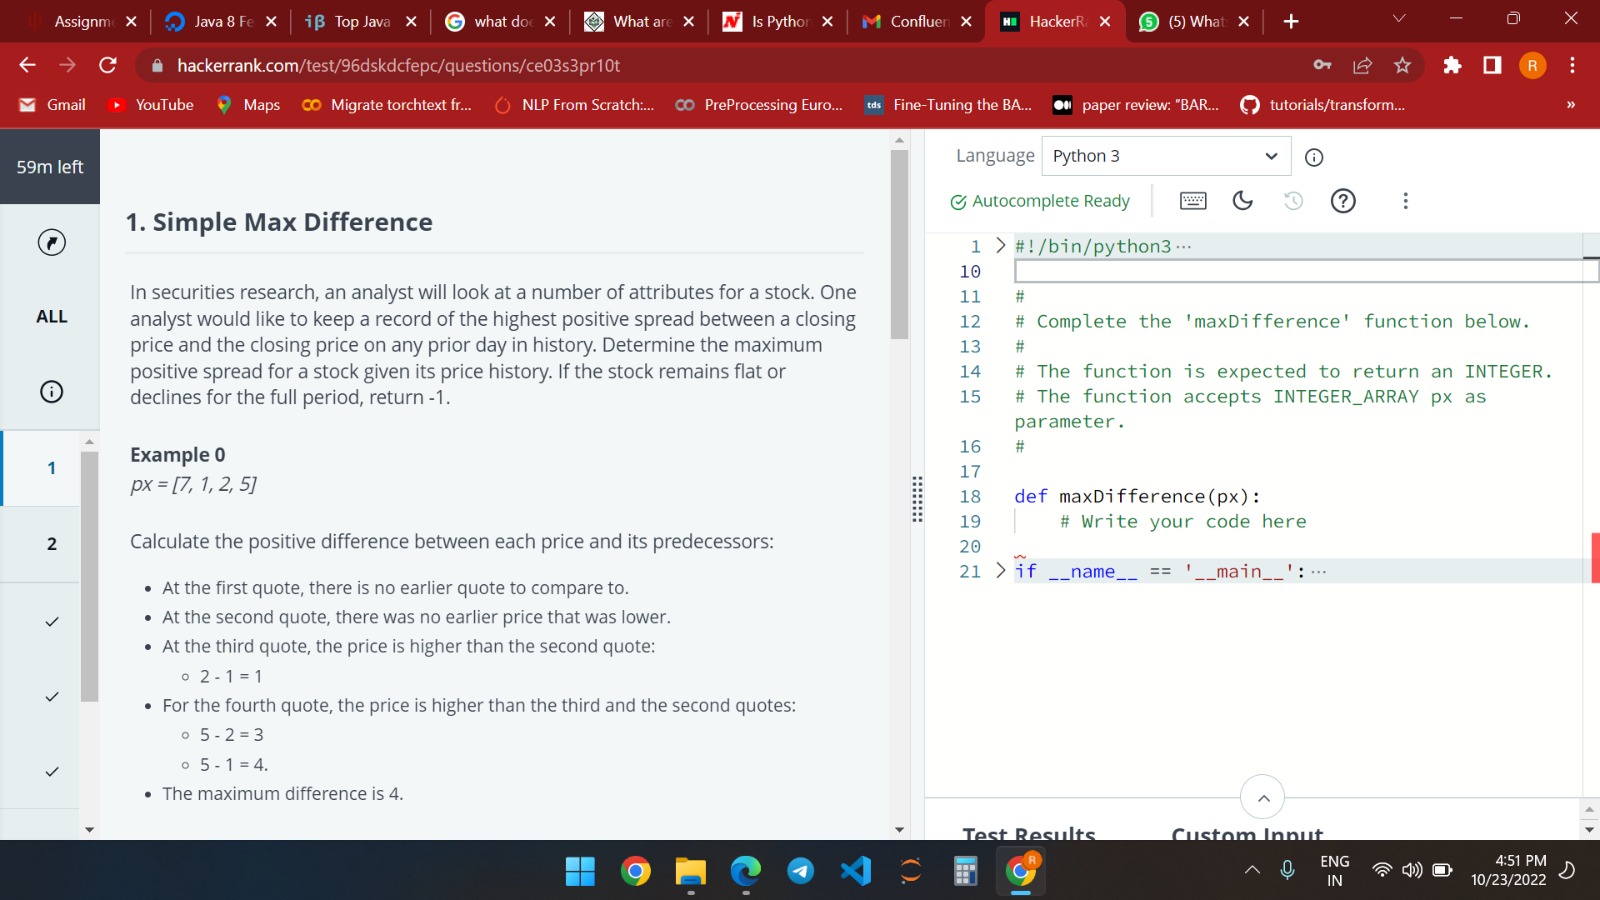 Assignm
Java 8 Fe
Top Java
what doe
What are
Is Python
Confluen
HackerRa
(5) What
hackerrank.com/test/96dskdcfepc/questions/ce03s3pr10t
R
Gmail
YouTube
Maps
Migrate torchtext fr...
NLP From Scratch:...
PreProcessing Euro...
tds
Fine-Tuning the BA...
paper review: "BAR...
tutorials/transform...
»
59m left
ALL
1
2
1. Simple Max Difference
In securities research, an analyst will look at a number of attributes for a stock. One
analyst would like to keep a record of the highest positive spread between a closing
price and the closing price on any prior day in history. Determine the maximum
positive spread for a stock given its price history. If the stock remains flat or
declines for the full period, return -1.
Example 0
px = [7, 1, 2, 5]
Calculate the positive difference between each price and its predecessors:
• At the first quote, there is no earlier quote to compare to.
• At the second quote, there was no earlier price that was lower.
• At the third quote, the price is higher than the second quote:
◦ 2 - 1 = 1
• For the fourth quote, the price is higher than the third and the second quotes:
◦ 5 - 2 = 3
◦ 5 - 1 = 4.
• The maximum difference is 4.
Language
Python 3
Autocomplete Ready
1 #!/bin/python3...
10
11 #
12 # Complete the 'maxDifference' function below.
13 #
14 # The function is expected to return an INTEGER.
15 # The function accepts INTEGER_ARRAY px as
parameter.
16 #
17
18 def maxDifference(px):
19 # Write your code here
20
21 if __name__ == '__main__':...
Test Results
Custom Input
R
ENG
IN
4:51 PM
10/23/2022